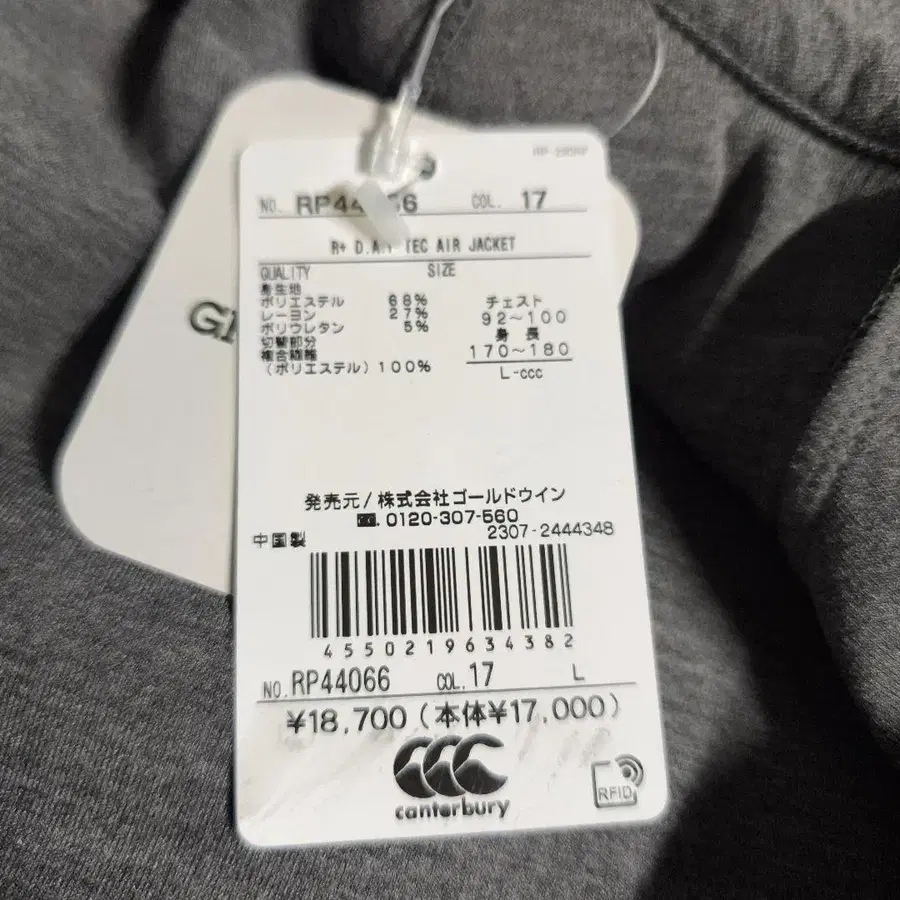 NO. RP44 66 COL. 17
R+ D.A.Y TEC AIR JACKET
QUALITY SIZE
身生地
ポリエステル 68%
レーヨン 27%
ポリウレタン 5%
切替部分
複合繊維
(ポリエステル) 100%
チェスト
92～100
身 長
170～180
L-ccc
発売元/株式会社ゴールドウイン
0120-307-560
中国製 2307-2444348
4550219634382
NO. RP44066 COL. 17 L
¥18,700 (本体¥17,000)
canterbury
RFID